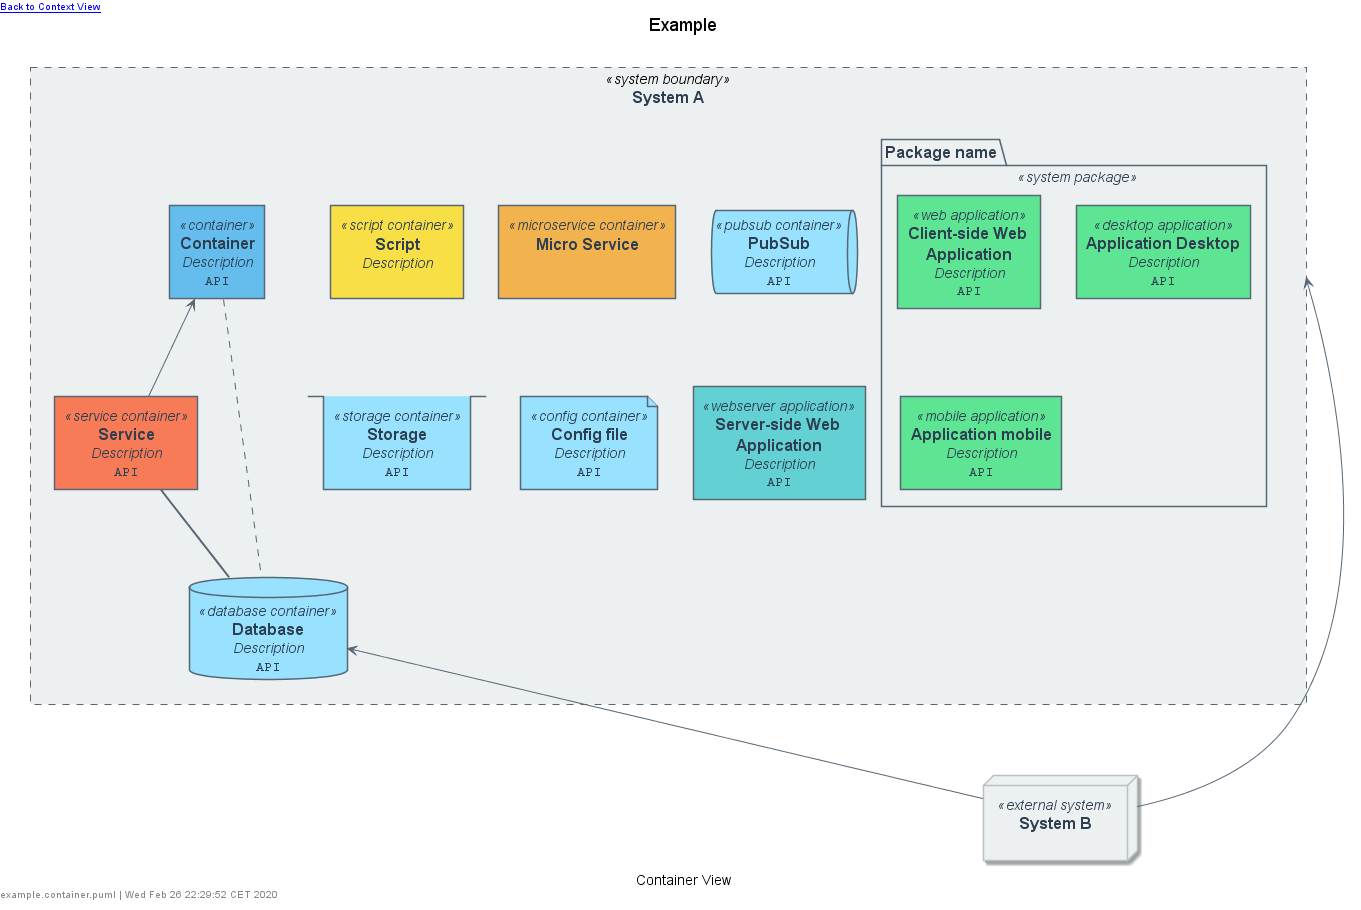 Back to Context View
Example
«system boundary»
System A
Package name
«system package»
«container»
Container
Description
API
«script container»
Script
Description
«microservice container»
Micro Service
«pubsub container»
PubSub
Description
API
«web application»
Client-side Web
Application
Description
API
«desktop application»
Application Desktop
Description
API
«service container»
Service
Description
API
«storage container»
Storage
Description
API
«config container»
Config file
Description
API
«webserver application»
Server-side Web
Application
Description
API
«mobile application»
Application mobile
Description
API
«database container»
Database
Description
API
«external system»
System B
Container View
example.container.puml | Wed Feb 26 22:29:52 CET 2020